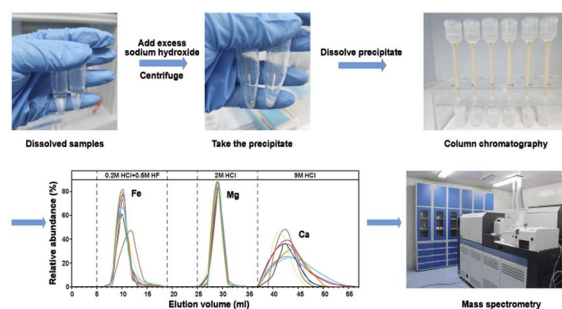 Add excess
sodium hydroxide
Centrifuge
Dissolve precipitate
Dissolved samples
Take the precipitate
Column chromatography
0.2M HCl+0.5M HF
2M HCl
9M HCl
Fe
Mg
Ca
Relative abundance (%)
80
60
40
20
0
0 5 10 15 20 25 30 35 40 45 50 55 60 65
Elution volume (ml)
Mass spectrometry